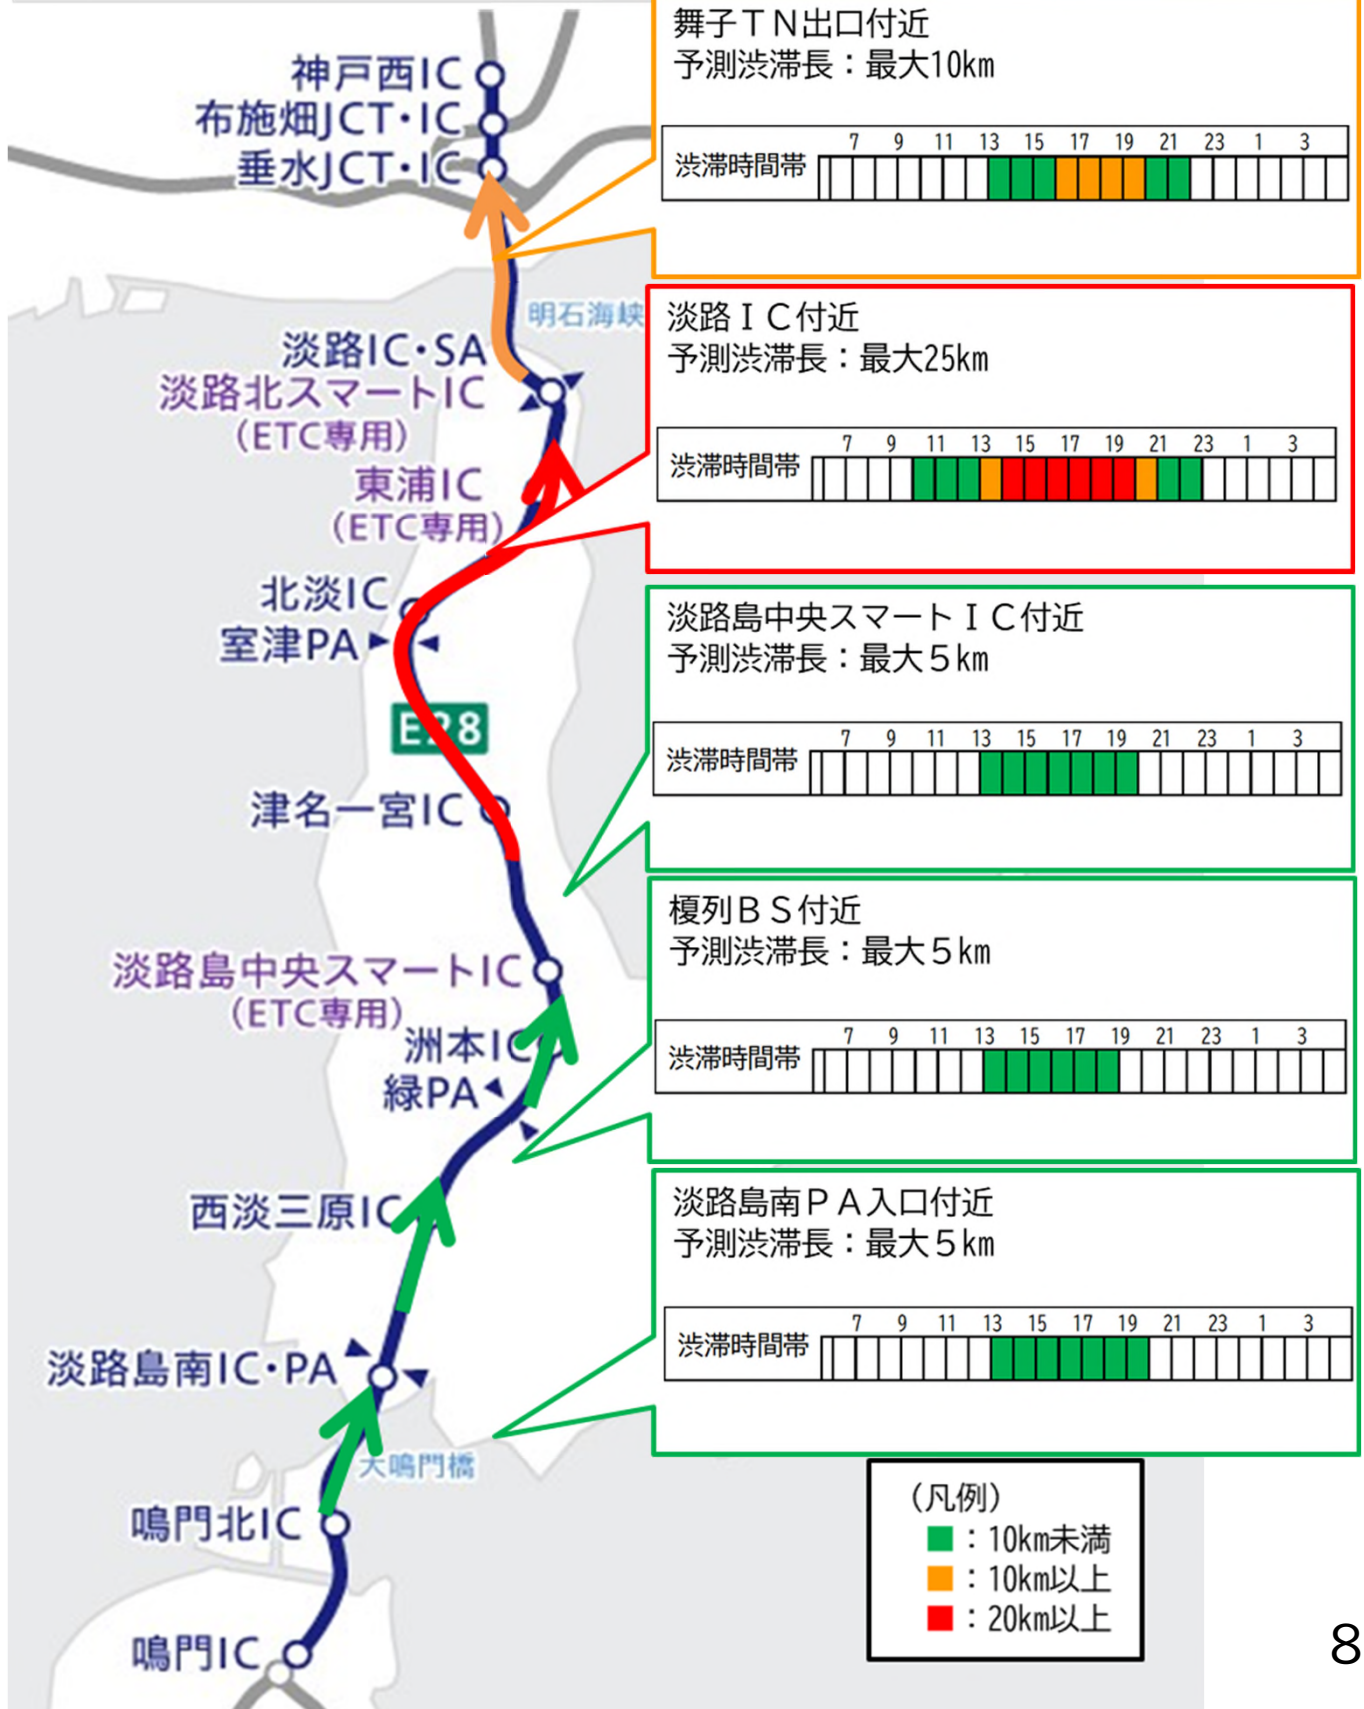 神戸西IC
布施畑JCT・IC
垂水JCT・IC
明石海峡
淡路IC・SA
淡路北スマートIC
(ETC専用)
東浦IC
(ETC専用)
北淡IC
室津PA
E28
津名一宮IC
淡路島中央スマートIC
(ETC専用)
洲本IC
緑PA
西淡三原IC
淡路島南IC・PA
大鳴門橋
鳴門北IC
鳴門IC
舞子TN出口付近
予測渋滞長：最大10km
7 9 11 13 15 17 19 21 23 1 3
渋滞時間帯
淡路IC付近
予測渋滞長：最大25km
7 9 11 13 15 17 19 21 23 1 3
渋滞時間帯
淡路島中央スマートIC付近
予測渋滞長：最大5km
7 9 11 13 15 17 19 21 23 1 3
渋滞時間帯
榎列BS付近
予測渋滞長：最大5km
7 9 11 13 15 17 19 21 23 1 3
渋滞時間帯
淡路島南PA入口付近
予測渋滞長：最大5km
7 9 11 13 15 17 19 21 23 1 3
渋滞時間帯
(凡例)
：10km未満
：10km以上
：20km以上
8